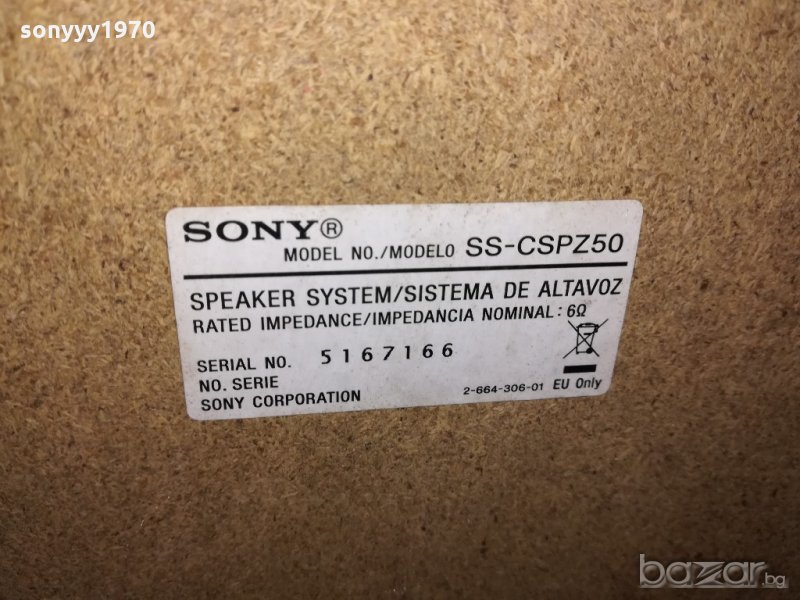 sonyyy1970
SONY®
MODEL NO./MODELO SS-CSPZ50
SPEAKER SYSTEM/SISTEMA DE ALTAVOZ
RATED IMPEDANCE/IMPEDANCIA NOMINAL: 6Ω
SERIAL NO. 5167166
NO. SERIE
SONY CORPORATION
2-664-306-01 EU Only
bazar.bg